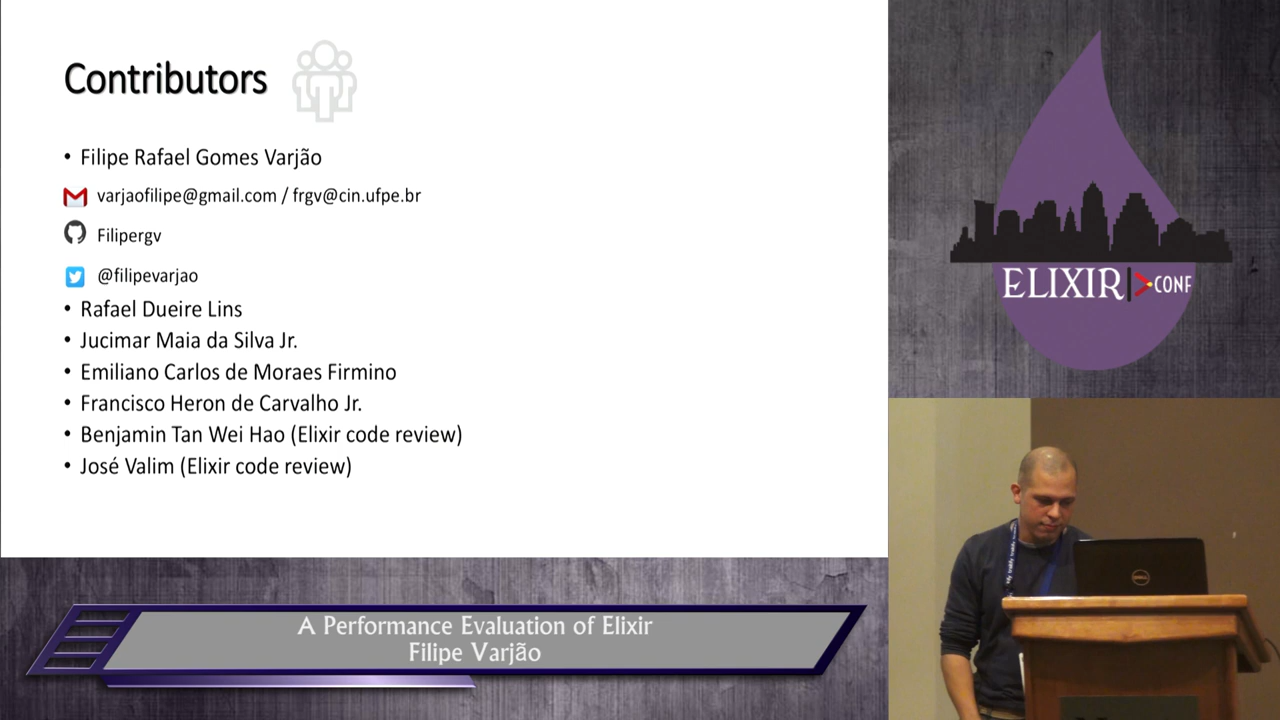 Contributors
• Filipe Rafael Gomes Varjão
varjaofilipe@gmail.com / frgv@cin.ufpe.br
Filipergv
@filipevarjao
• Rafael Dueire Lins
• Jucimar Maia da Silva Jr.
• Emiliano Carlos de Moraes Firmino
• Francisco Heron de Carvalho Jr.
• Benjamin Tan Wei Hao (Elixir code review)
• José Valim (Elixir code review)
ELIXIR CONF
DELL
A Performance Evaluation of Elixir
Filipe Varjão